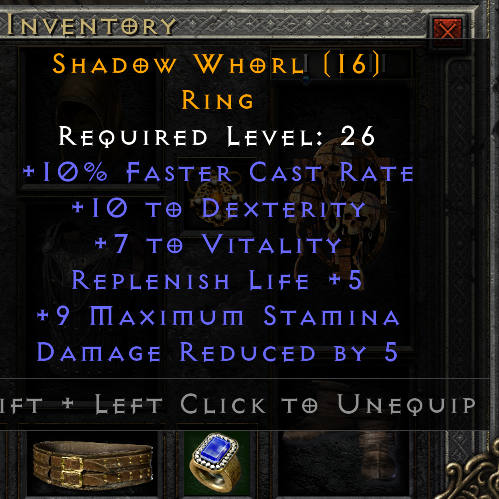 Inventory
Shadow Whorl (16)
Ring
Required Level: 26
+10% Faster Cast Rate
+10 to Dexterity
+7 to Vitality
Replenish Life +5
+9 Maximum Stamina
Damage Reduced by 5
ift + Left Click to Unequip